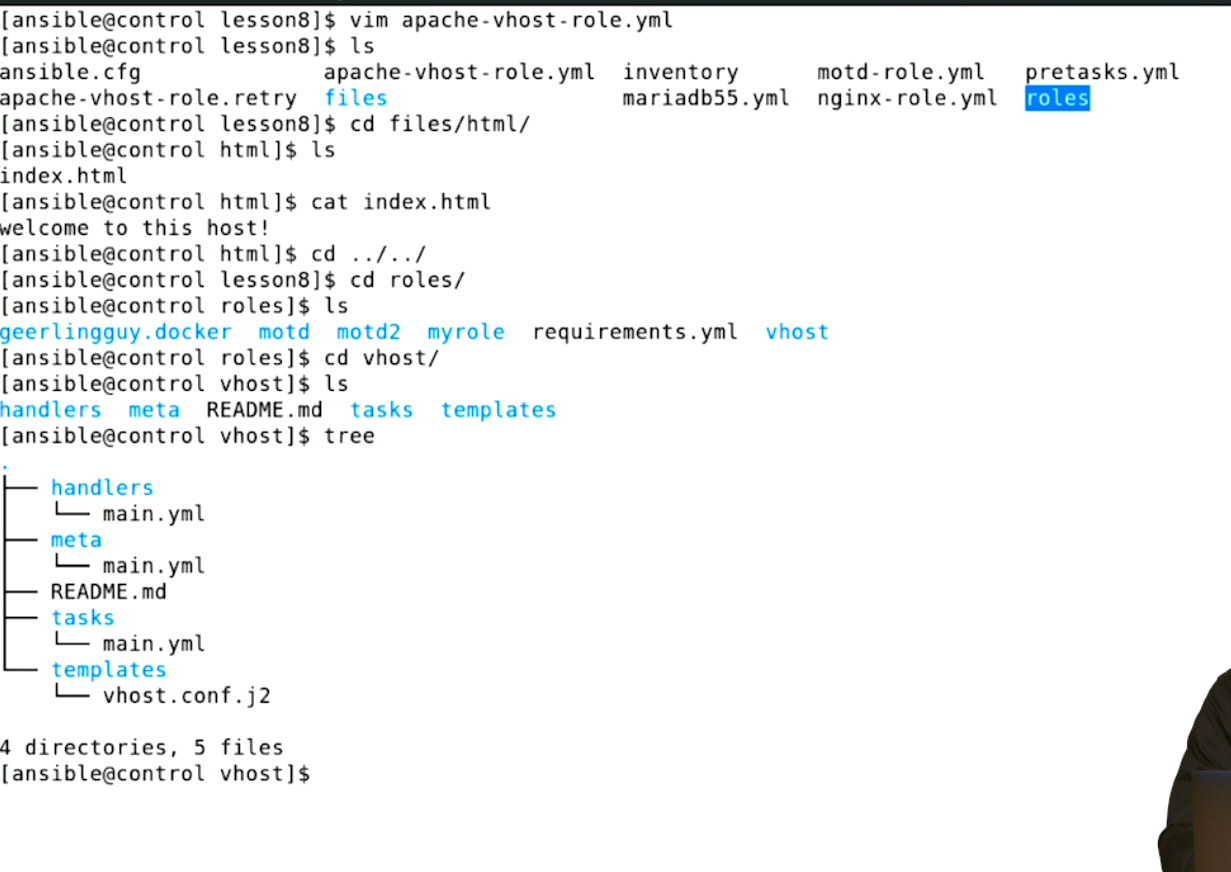 [ansible@control lesson8]$ vim apache-vhost-role.yml
[ansible@control lesson8]$ ls
ansible.cfg              apache-vhost-role.yml  inventory      motd-role.yml   pretasks.yml
apache-vhost-role.retry  files                  mariadb55.yml  nginx-role.yml  roles
[ansible@control lesson8]$ cd files/html/
[ansible@control html]$ ls
index.html
[ansible@control html]$ cat index.html
welcome to this host!
[ansible@control html]$ cd ../../
[ansible@control lesson8]$ cd roles/
[ansible@control roles]$ ls
geerlingguy.docker  motd  motd2  myrole  requirements.yml  vhost
[ansible@control roles]$ cd vhost/
[ansible@control vhost]$ ls
handlers  meta  README.md  tasks  templates
[ansible@control vhost]$ tree
.
├── handlers
│   └── main.yml
├── meta
│   └── main.yml
├── README.md
├── tasks
│   └── main.yml
└── templates
    └── vhost.conf.j2

4 directories, 5 files
[ansible@control vhost]$